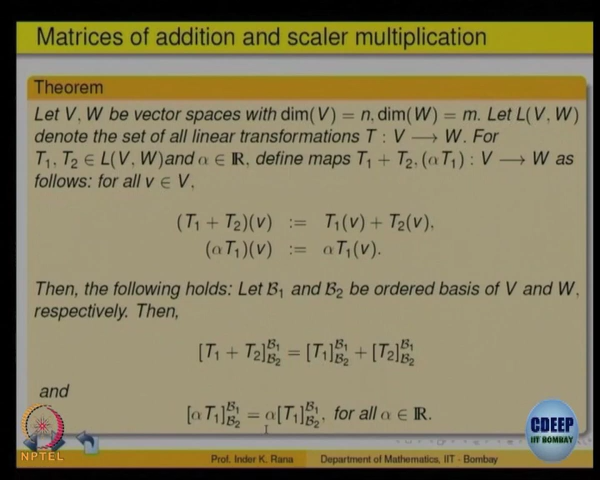 Matrices of addition and scaler multiplication
Theorem
Let V, W be vector spaces with dim(V) = n, dim(W) = m. Let L(V, W)
denote the set of all linear transformations T : V ⟶ W. For
T₁, T₂ ∈ L(V, W)and α ∈ ℝ, define maps T₁ + T₂, (αT₁) : V ⟶ W as
follows: for all v ∈ V,
(T₁ + T₂)(v) := T₁(v) + T₂(v),
(αT₁)(v) := αT₁(v).
Then, the following holds: Let ℬ₁ and ℬ₂ be ordered basis of V and W,
respectively. Then,
[T₁ + T₂]^{ℬ₁}_{ℬ₂} = [T₁]^{ℬ₁}_{ℬ₂} + [T₂]^{ℬ₁}_{ℬ₂}
and
[αT₁]^{ℬ₁}_{ℬ₂} = α[T₁]^{ℬ₁}_{ℬ₂}, for all α ∈ ℝ.
NPTEL
CDEEP
IIT BOMBAY
Prof. Inder K. Rana Department of Mathematics, IIT - Bombay